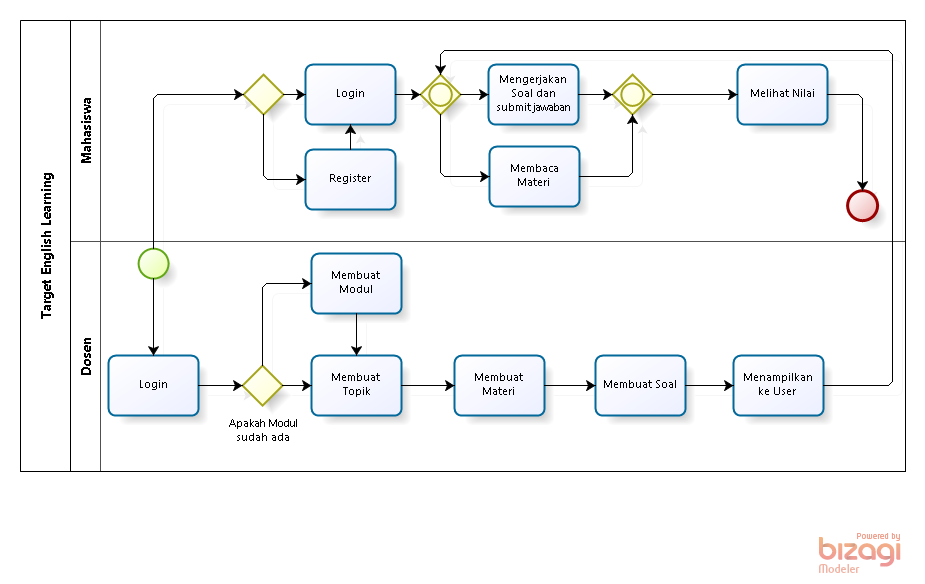 Target English Learning
Mahasiswa
Login
Register
Mengerjakan
Soal dan
submit jawaban
Membaca
Materi
Melihat Nilai
Dosen
Login
Apakah Modul
sudah ada
Membuat
Modul
Membuat
Topik
Membuat
Materi
Membuat Soal
Menampilkan
ke User
Powered by
bizagi
Modeler